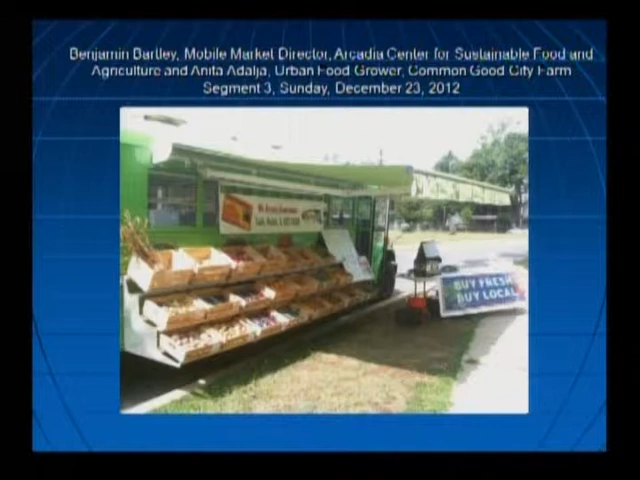 Benjamin Bartley, Mobile Market Director, Arcadia Center for Sustainable Food and
Agriculture and Anita Adalja, Urban Food Grower, Common Good City Farm
Segment 3, Sunday, December 23, 2012
BUY FRESH
BUY LOCAL